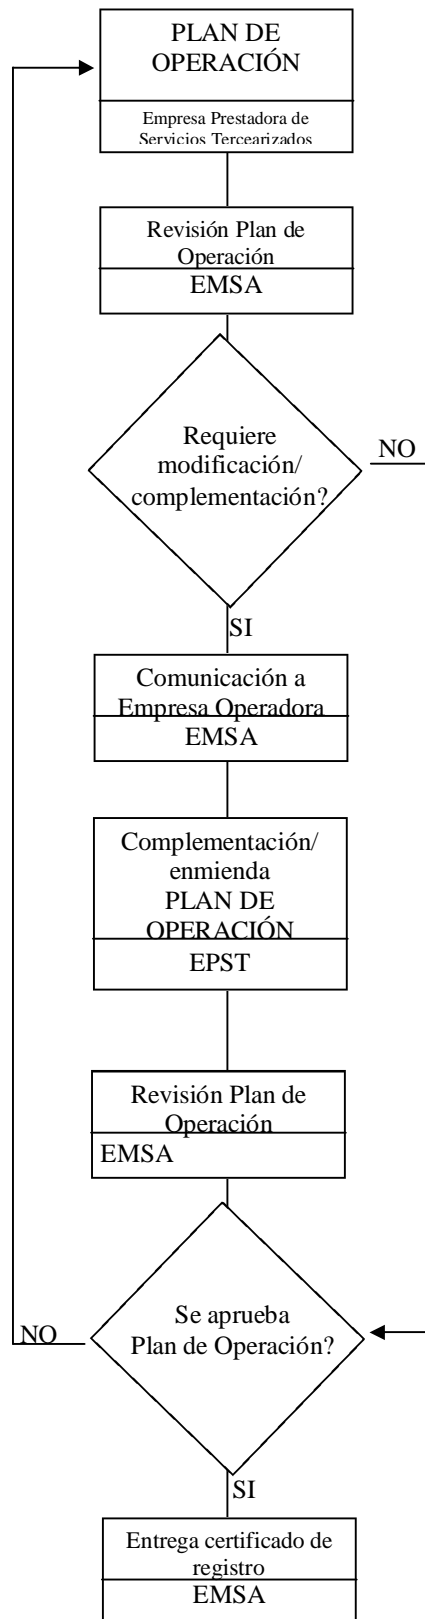 PLAN DE
OPERACIÓN
Empresa Prestadora de
Servicios Tercearizados
Revisión Plan de
Operación
EMSA
Requiere
modificación/
complementación?
NO
SI
Comunicación a
Empresa Operadora
EMSA
Complementación/
enmienda
PLAN DE
OPERACIÓN
EPST
Revisión Plan de
Operación
EMSA
Se aprueba
Plan de Operación?
NO
SI
Entrega certificado de
registro
EMSA